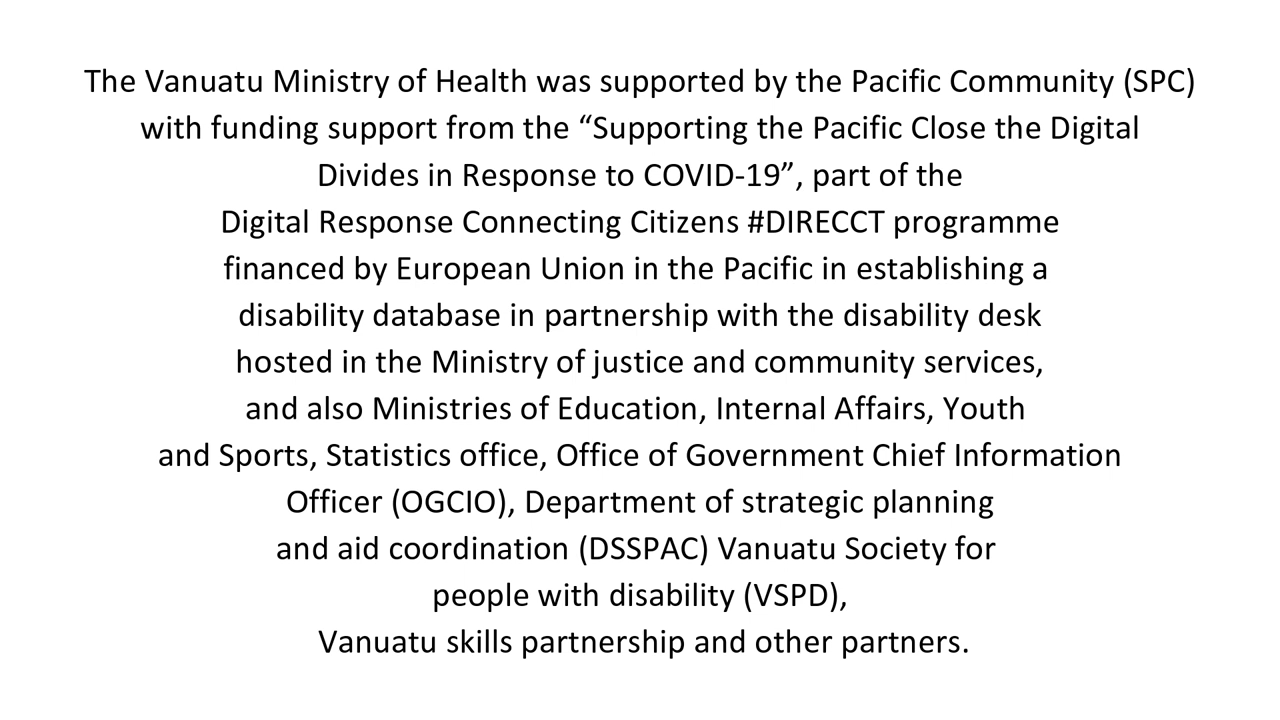 The Vanuatu Ministry of Health was supported by the Pacific Community (SPC)
with funding support from the “Supporting the Pacific Close the Digital
Divides in Response to COVID-19”, part of the
Digital Response Connecting Citizens #DIRECCT programme
financed by European Union in the Pacific in establishing a
disability database in partnership with the disability desk
hosted in the Ministry of justice and community services,
and also Ministries of Education, Internal Affairs, Youth
and Sports, Statistics office, Office of Government Chief Information
Officer (OGCIO), Department of strategic planning
and aid coordination (DSSPAC) Vanuatu Society for
people with disability (VSPD),
Vanuatu skills partnership and other partners.